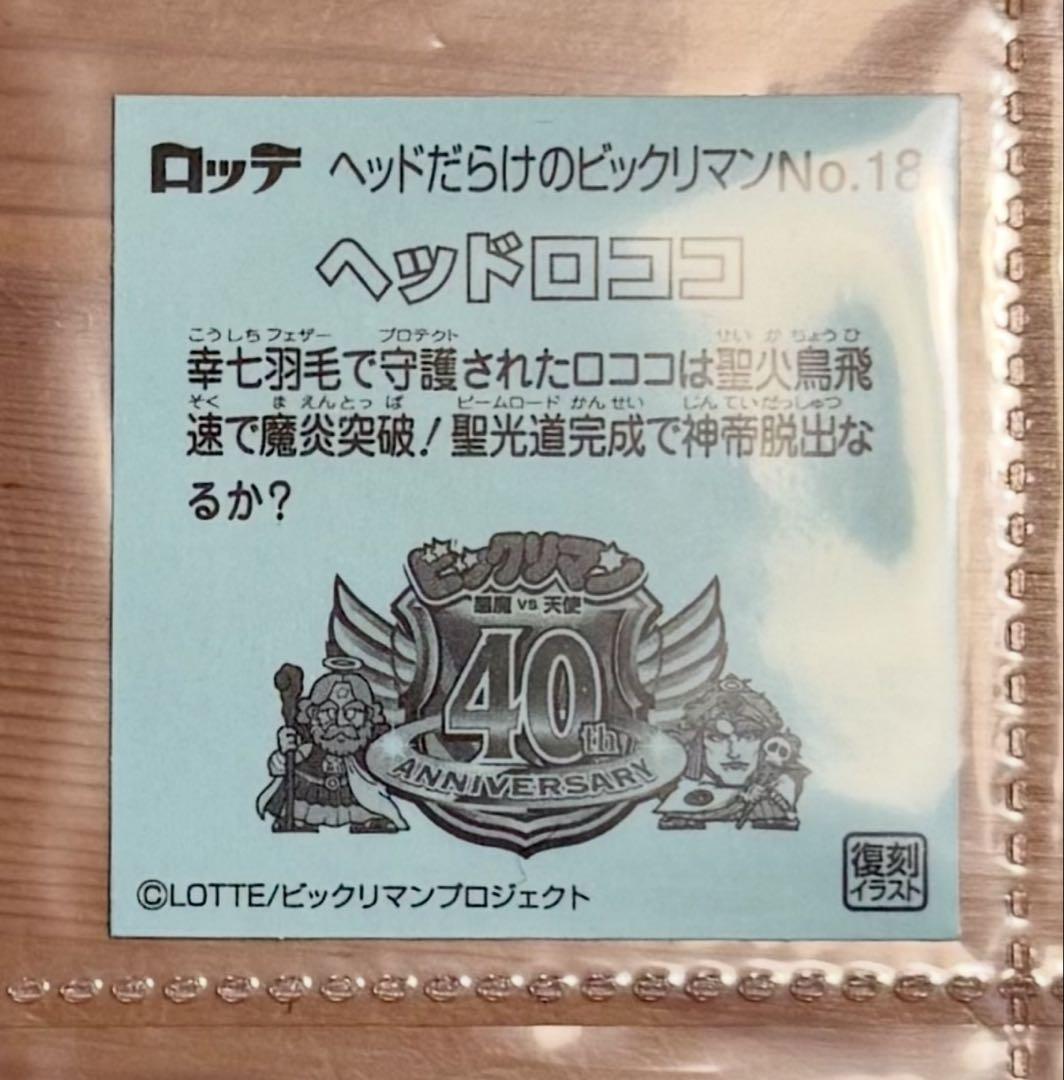 ロッテ ヘッドだらけのビックリマンNo.18
ヘッドロココ
こうしちフェザー プロテクト せいかちょうひ
幸七羽毛で守護されたロココは聖火鳥飛
そく まえんとっぱ ビームロード かんせい しんていだっしゅつ
速で魔炎突破!聖光道完成で神帝脱出な
るか?
ビックリマン
悪魔 VS 天使
40th
ANNIVERSARY
復刻
イラスト
©LOTTE/ビックリマンプロジェクト